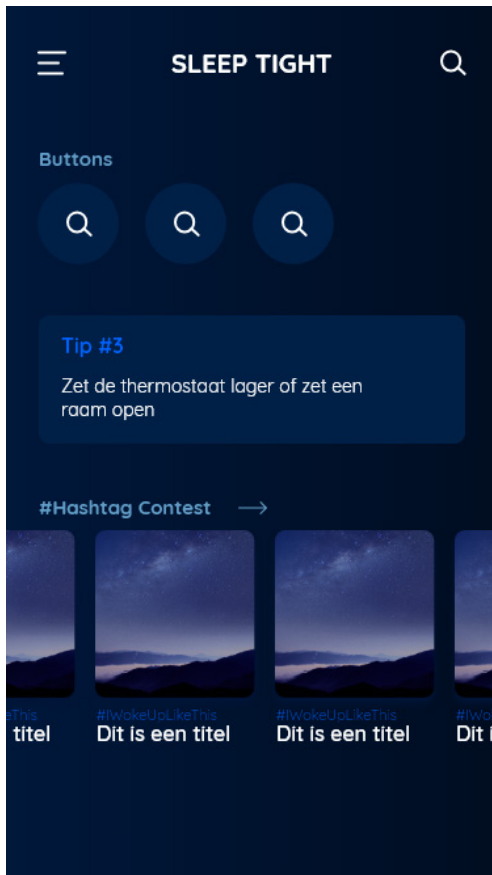 SLEEP TIGHT
Buttons
Tip #3
Zet de thermostaat lager of zet een
raam open
#Hashtag Contest
#IWokeUpLikeThis #IWokeUpLikeThis
titel Dit is een titel Dit is een titel Dit